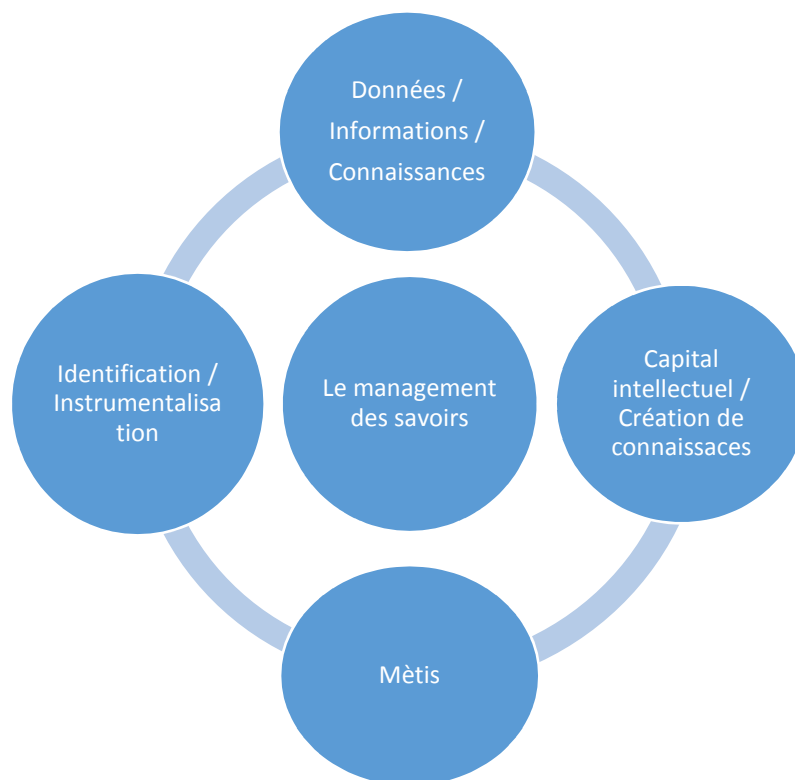 Données /
Informations /
Connaissances
Identification /
Instrumentalisa
tion
Le management
des savoirs
Capital
intellectuel /
Création de
connaissaces
Mètis